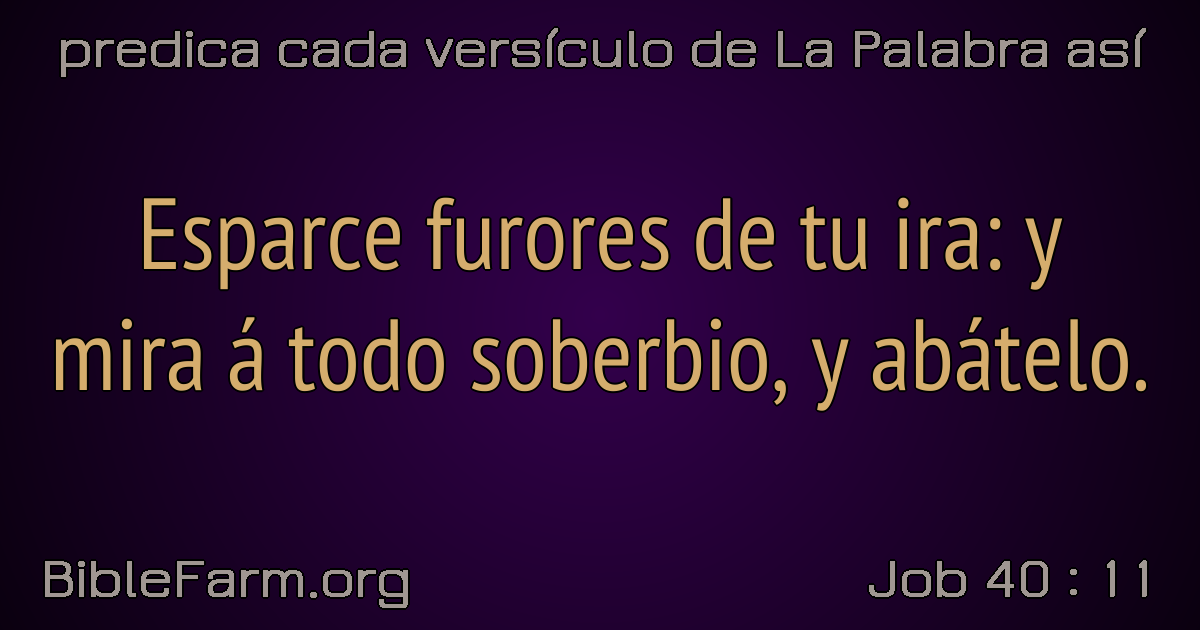 predica cada versículo de La Palabra así
Esparce furores de tu ira: y
mira á todo soberbio, y abátelo.
BibleFarm.org
Job 40 : 11